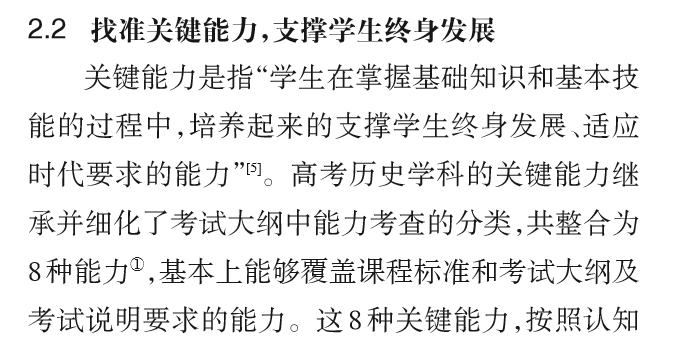 2.2 找准关键能力,支撑学生终身发展
关键能力是指“学生在掌握基础知识和基本技
能的过程中,培养起来的支撑学生终身发展、适应
时代要求的能力”[5]。高考历史学科的关键能力继
承并细化了考试大纲中能力考查的分类,共整合为
8种能力①,基本上能够覆盖课程标准和考试大纲及
考试说明要求的能力。这8种关键能力,按照认知